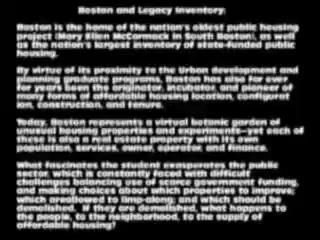 Boston and Legacy Inventory:
Boston is the home of the nation's oldest public housing
project (Mary Ellen McCormack in South Boston), as well
as the nation's largest inventory of state-funded public
housing.
By virtue of its proximity to the Urban development and
planning graduate programs, Boston has also for over
for years been the originator, incubator, and pioneer of
many forms of affordable housing location, configurat
ion, construction, and tenure.
Today, Boston represents a virtual botanic garden of
unusual housing properties and experiments-yet each of
these is also a real estate property with its own
population, services, owner, operator and finance.
What fascinates the student exasperates the public
sector, which is constantly faced with difficult
challenges balancing use of scarce government funding,
and making choices about which properties to improve;
which areallowed to limp-along; and which should be
demolished.  If they are demolished, what happens to
the people, to the neighborhood, to the supply of
affordable housing?